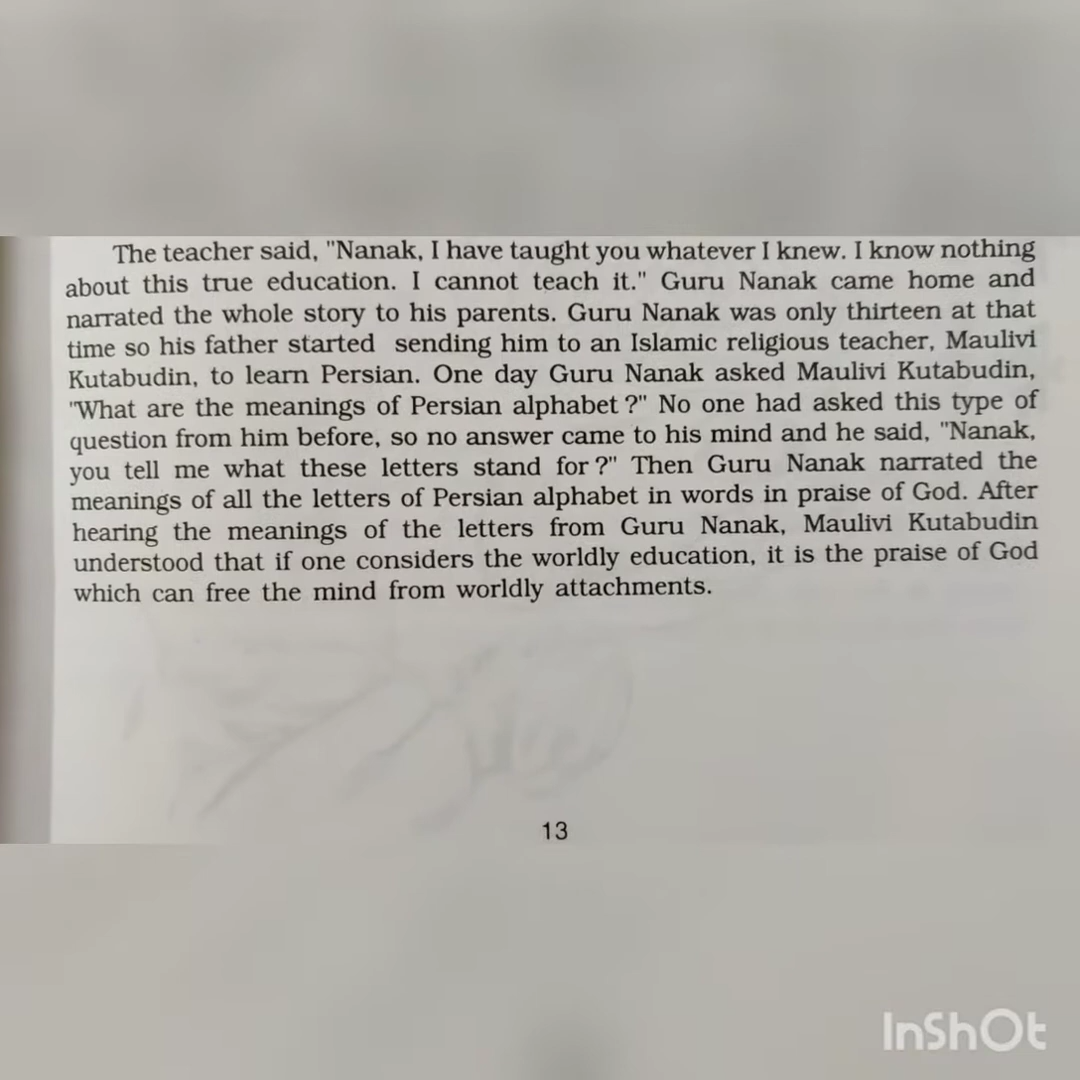 The teacher said, "Nanak, I have taught you whatever I knew. I know nothing
about this true education. I cannot teach it." Guru Nanak came home and
narrated the whole story to his parents. Guru Nanak was only thirteen at that
time so his father started sending him to an Islamic religious teacher, Maulivi
Kutabudin, to learn Persian. One day Guru Nanak asked Maulivi Kutabudin,
"What are the meanings of Persian alphabet ?" No one had asked this type of
question from him before, so no answer came to his mind and he said, "Nanak,
you tell me what these letters stand for ?" Then Guru Nanak narrated the
meanings of all the letters of Persian alphabet in words in praise of God. After
hearing the meanings of the letters from Guru Nanak, Maulivi Kutabudin
understood that if one considers the worldly education, it is the praise of God
which can free the mind from worldly attachments.
13
InShOt